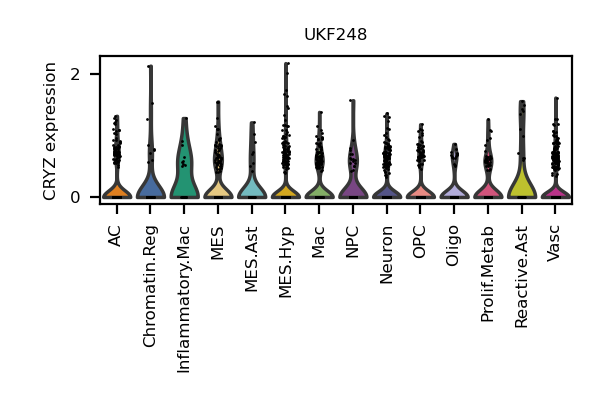 UKF248
CRYZ expression
2
0
AC
Chromatin.Reg
Inflammatory.Mac
MES
MES.Ast
MES.Hyp
Mac
NPC
Neuron
OPC
Oligo
Prolif.Metab
Reactive.Ast
Vasc